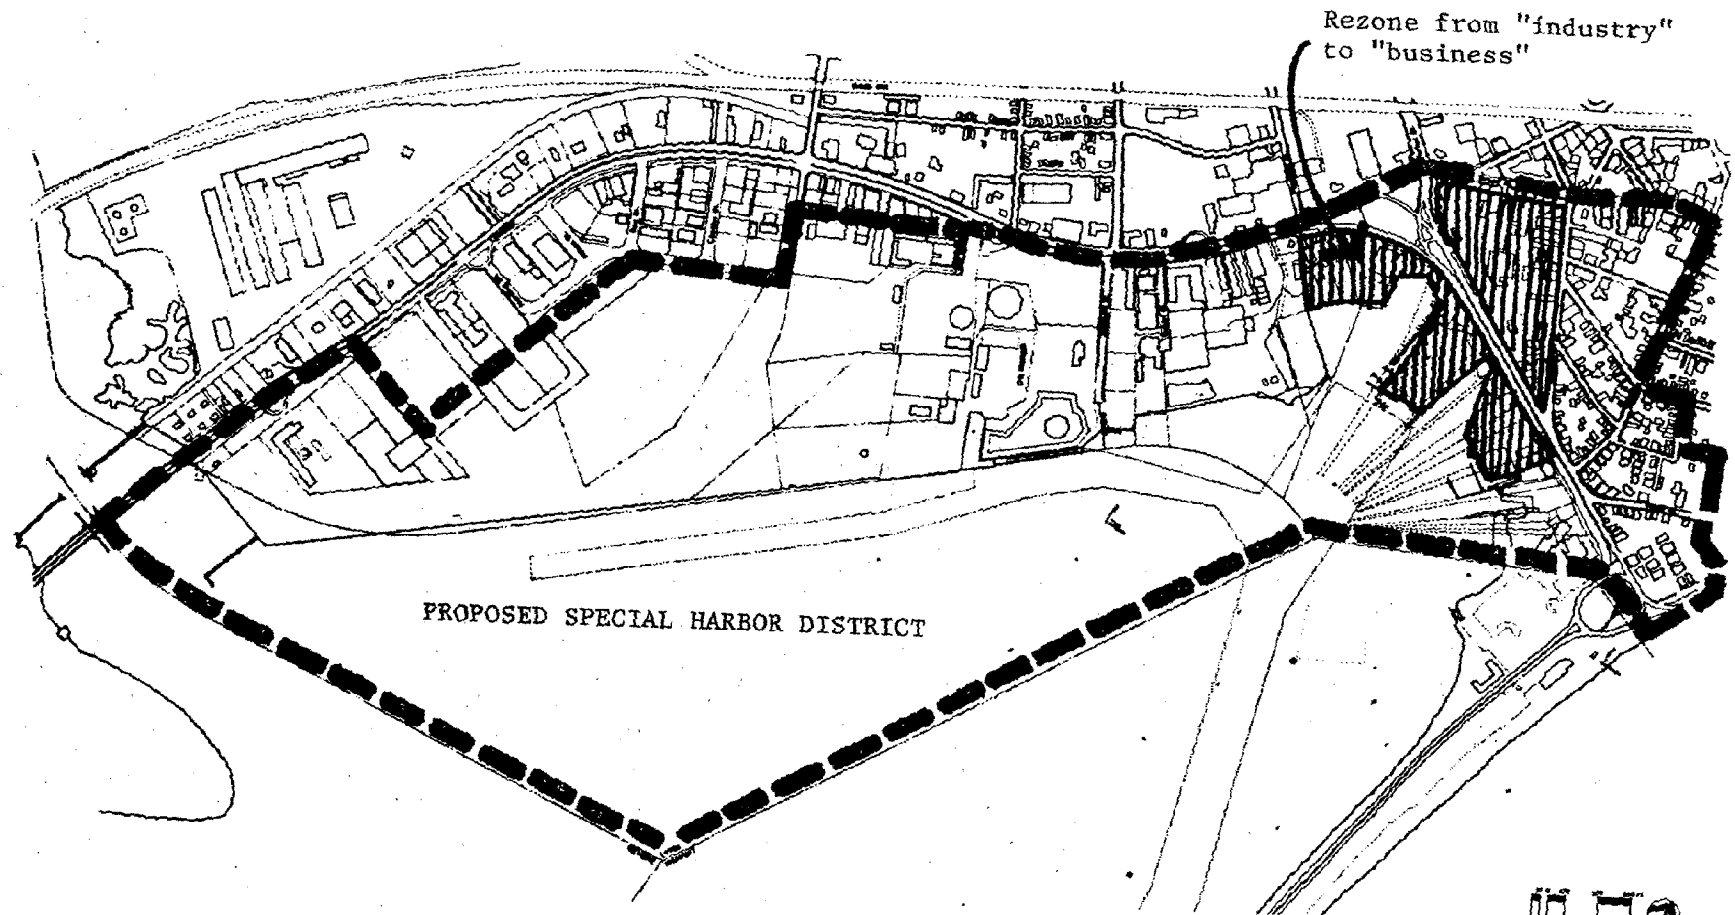 Rezone from "industry"
to "business"
PROPOSED SPECIAL HARBOR DISTRICT